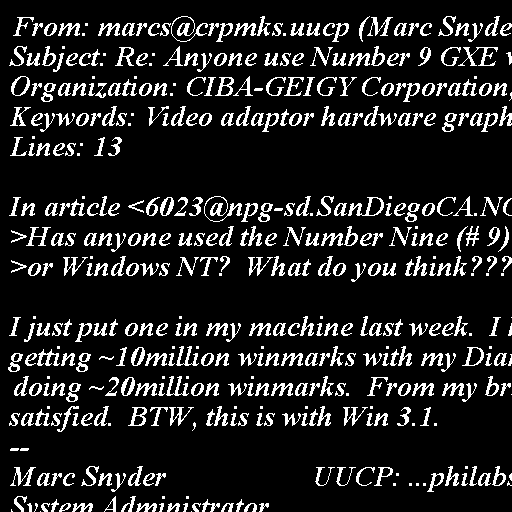 From: marcs@crpmks.uucp (Marc Snyde
Subject: Re: Anyone use Number 9 GXE
Organization: CIBA-GEIGY Corporation,
Keywords: Video adaptor hardware graph
Lines: 13
In article <6023@npg-sd.SanDiegoCA.NC
>Has anyone used the Number Nine (# 9)
>or Windows NT?  What do you think???
I just put one in my machine last week.  I
getting ~10million winmarks with my Dia
doing ~20million winmarks.  From my br
satisfied.  BTW, this is with Win 3.1.
--
Marc Snyder UUCP: ...philabs
System Administrator